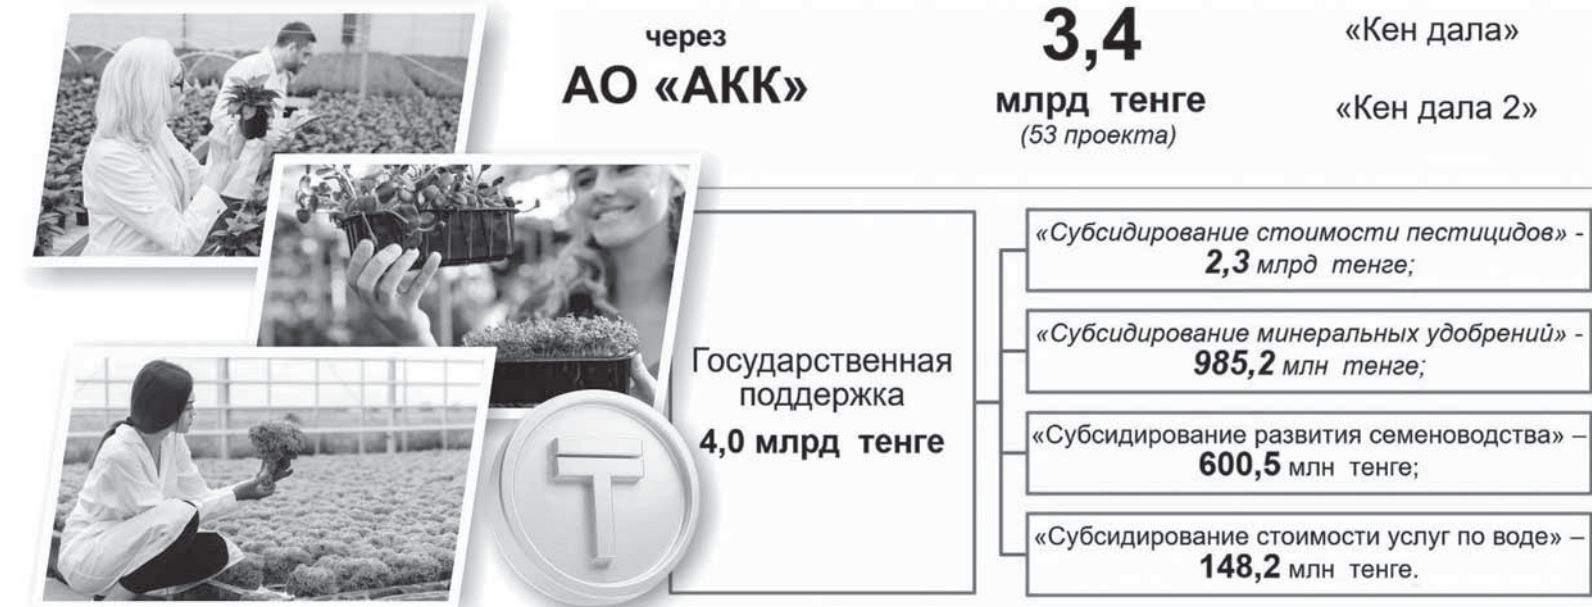 через
АО «АКК»
3,4
млрд тенге
(53 проекта)
«Кен дала»
«Кен дала 2»
Государственная
поддержка
4,0 млрд тенге
«Субсидирование стоимости пестицидов» -
2,3 млрд тенге;
«Субсидирование минеральных удобрений» -
985,2 млн тенге;
«Субсидирование развития семеноводства» –
600,5 млн тенге;
«Субсидирование стоимости услуг по воде» –
148,2 млн тенге.